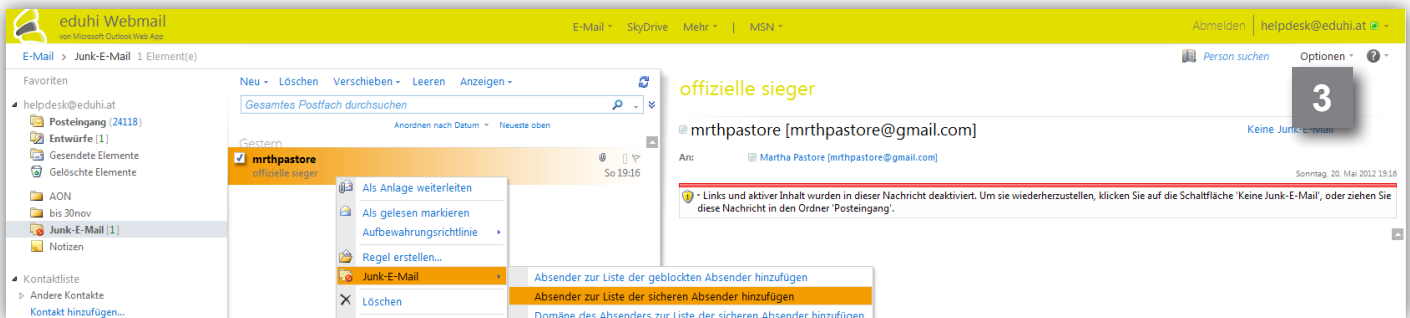 eduhi Webmail
von Microsoft Outlook Web App
E-Mail SkyDrive Mehr | MSN
Abmelden helpdesk@eduhi.at
E-Mail > Junk-E-Mail 1 Element(e)
Person suchen Optionen
3
Favoriten
helpdesk@eduhi.at
Posteingang (24118)
Entwürfe [1]
Gesendete Elemente
Gelöschte Elemente
AON
bis 30nov
Junk-E-Mail [1]
Notizen
Kontaktliste
Andere Kontakte
Kontakt hinzufügen...
Neu Löschen Verschieben Leeren Anzeigen
Gesamtes Postfach durchsuchen
Anordnen nach Datum Neueste oben
Gestern
mrthpastore
offizielle sieger So 19:16
Als Anlage weiterleiten
Als gelesen markieren
Aufbewahrungsrichtlinie
Regel erstellen...
Junk-E-Mail
Löschen
Absender zur Liste der geblockten Absender hinzufügen
Absender zur Liste der sicheren Absender hinzufügen
Domäne des Absenders zur Liste der sicheren Absender hinzufügen
offizielle sieger
mrthpastore [mrthpastore@gmail.com]
Keine Junk-E-Mail
An: Martha Pastore [mrthpastore@gmail.com]
Sonntag, 20. Mai 2012 19:16
- Links und aktiver Inhalt wurden in dieser Nachricht deaktiviert. Um sie wiederherzustellen, klicken Sie auf die Schaltfläche 'Keine Junk-E-Mail', oder ziehen Sie
diese Nachricht in den Ordner 'Posteingang'.